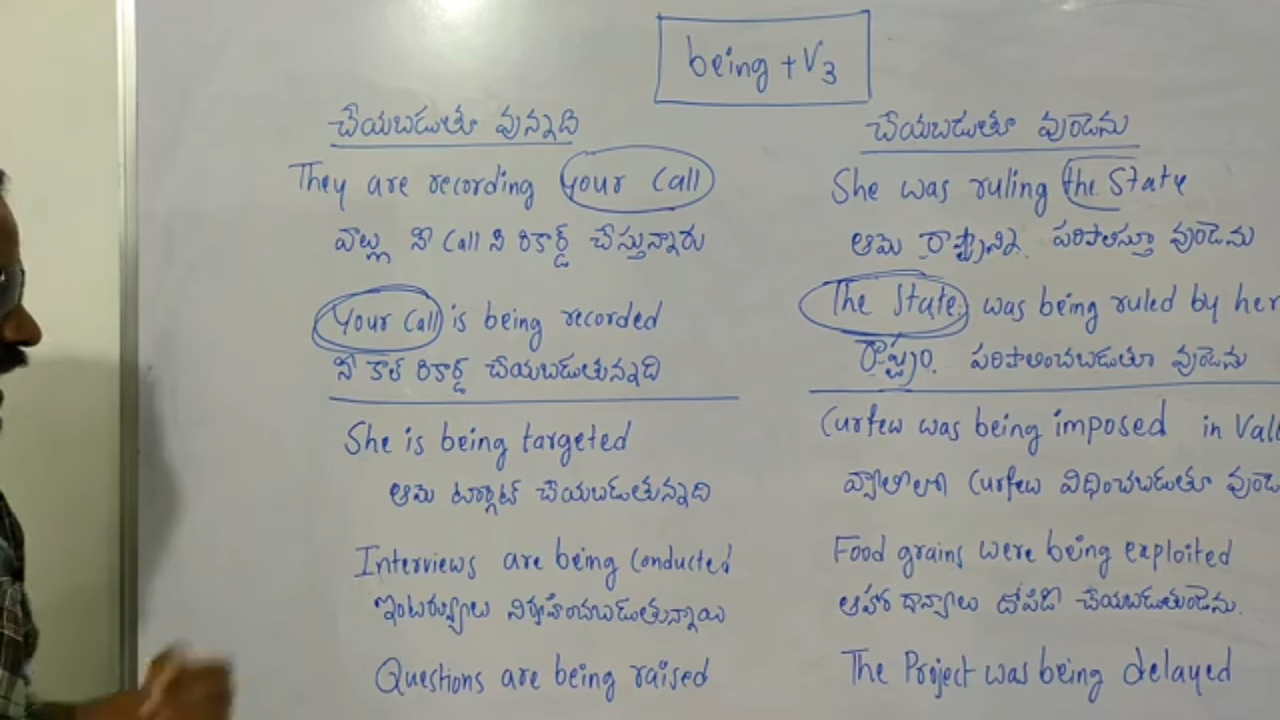 being + V3
చేయబడుతూ వున్నది
They are recording your Call
వాల్లు నీ Call ని రికార్డ్ చేస్తున్నారు
Your Call is being recorded
నీ కాల్ రికార్డ్ చేయబడుతున్నది
She is being targeted
ఆమె టార్గెట్ చేయబడుతున్నది
Interviews are being Conducted
ఇంటర్వ్యూలు నిర్వహించబడుతున్నాయి
Questions are being raised
చేయబడుతూ వుండెను
She was ruling the State
ఆమె రాష్ట్రాన్ని పరిపాలిస్తూ వుండెను
The State was being ruled by her
రాష్ట్రం పరిపాలించబడుతూ వుండెను
Curfew was being imposed in
Curfew విధించబడుతూ
Food grains were being exploited
ఆహార దాన్యాలు దోపిడి చేయబడుతుండెను.
The Project was being delayed